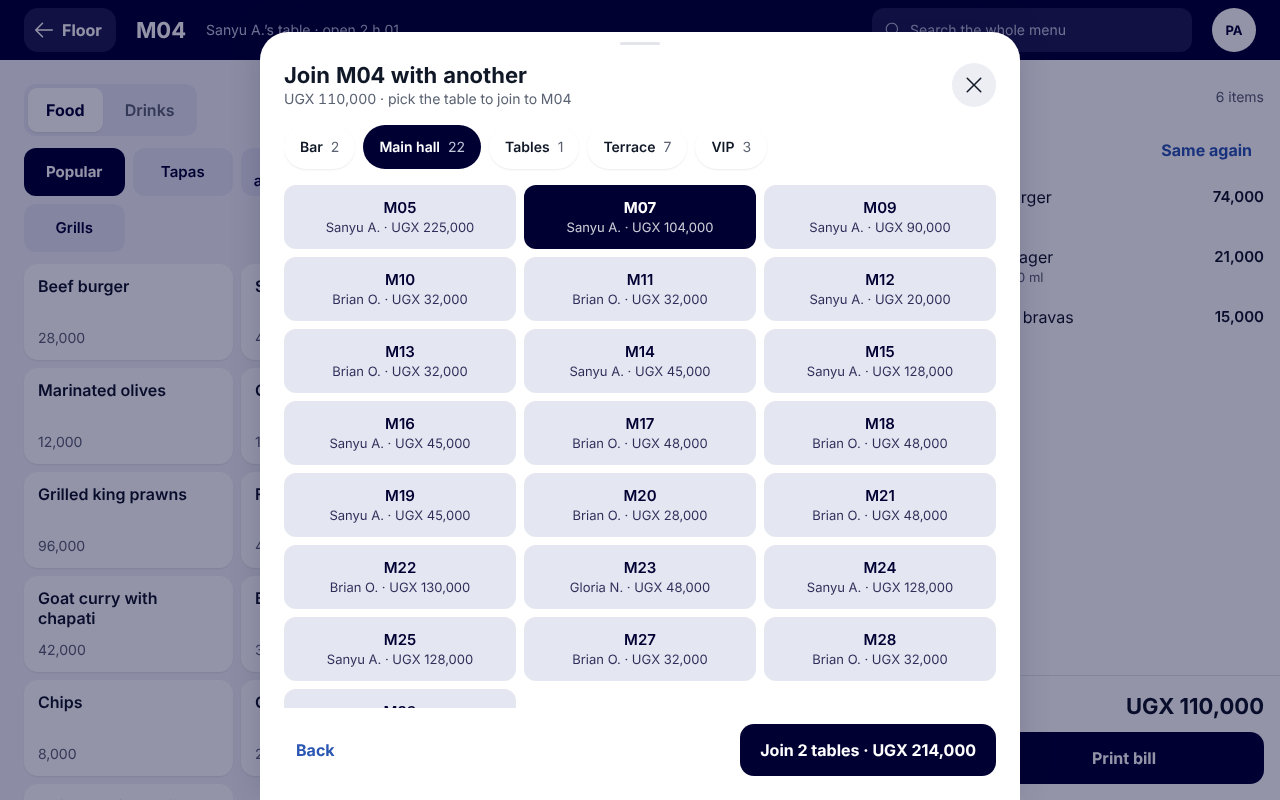 Floor
M04
Sanyu A.'s table · open 2 h 01
Search the whole menu
PA
Join M04 with another
UGX 110,000 · pick the table to join to M04
Bar 2
Main hall 22
Tables 1
Terrace 7
VIP 3
M05
Sanyu A. · UGX 225,000
M07
Sanyu A. · UGX 104,000
M09
Sanyu A. · UGX 90,000
M10
Brian O. · UGX 32,000
M11
Brian O. · UGX 32,000
M12
Sanyu A. · UGX 20,000
M13
Brian O. · UGX 32,000
M14
Sanyu A. · UGX 45,000
M15
Sanyu A. · UGX 128,000
M16
Sanyu A. · UGX 45,000
M17
Brian O. · UGX 48,000
M18
Brian O. · UGX 48,000
M19
Sanyu A. · UGX 45,000
M20
Brian O. · UGX 28,000
M21
Brian O. · UGX 48,000
M22
Brian O. · UGX 130,000
M23
Gloria N. · UGX 48,000
M24
Sanyu A. · UGX 128,000
M25
Sanyu A. · UGX 128,000
M27
Brian O. · UGX 32,000
M28
Brian O. · UGX 32,000
Back
Join 2 tables · UGX 214,000
Food
Drinks
Popular
Tapas
Grills
Beef burger
28,000
Marinated olives
12,000
Grilled king prawns
96,000
Goat curry with
chapati
42,000
Chips
8,000
6 items
Same again
74,000
21,000
0 ml
bravas
15,000
UGX 110,000
Print bill